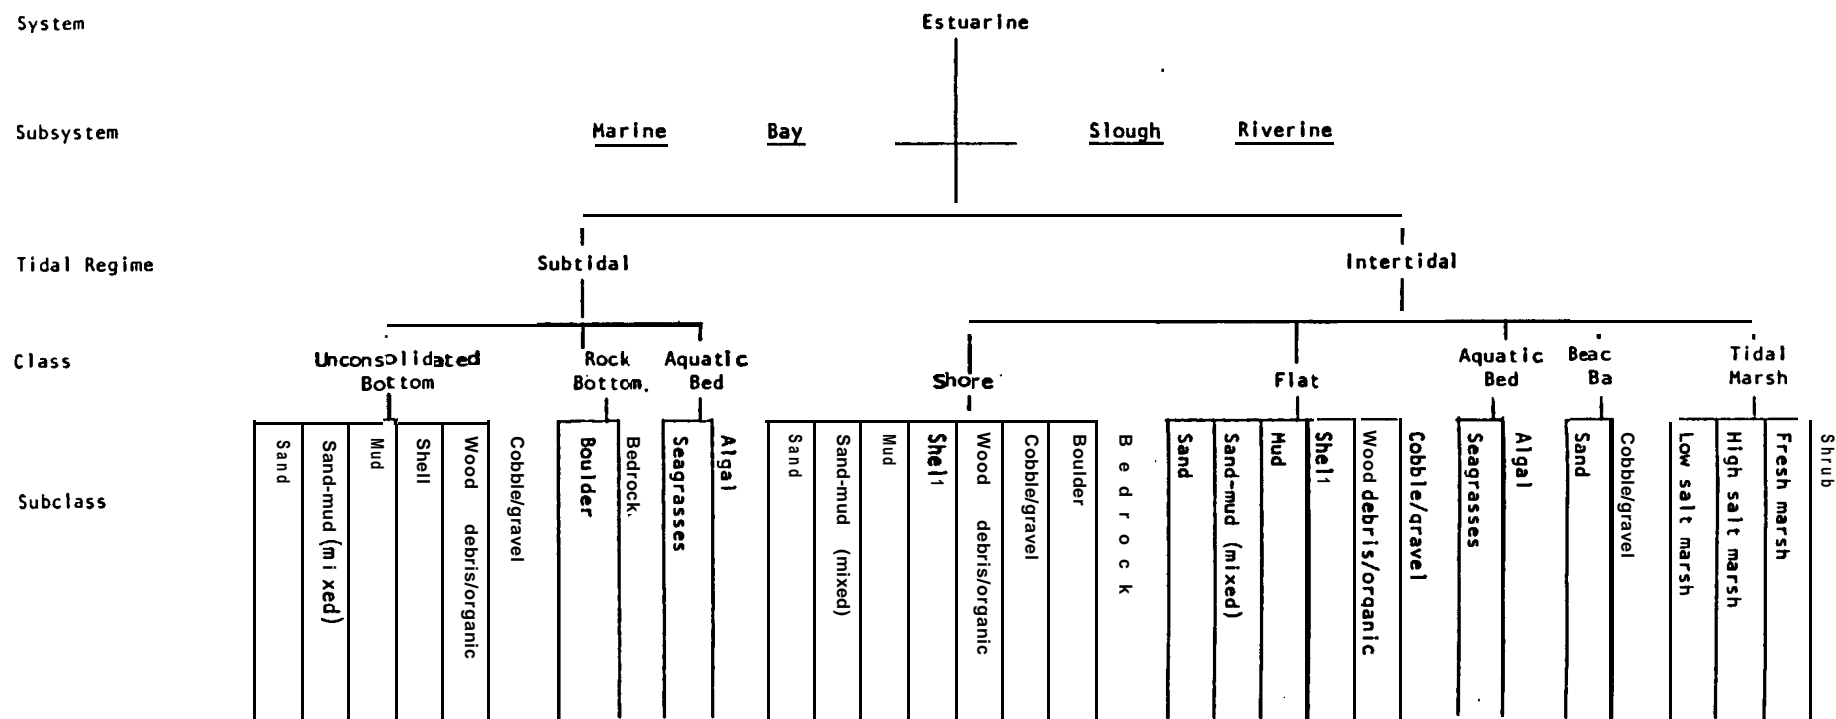 System
Estuarine
Subsystem
Marine
Bay
Slough
Riverine
Tidal Regime
Subtidal
Intertidal
Class
Unconsolidated
Bottom
Rock
Bottom.
Aquatic
Bed
Shore
Flat
Aquatic
Bed
Beac
Ba
Tidal
Marsh
Subclass
Sand
Sand-mud (mixed)
Mud
Shell
Wood debris/organic
Cobble/gravel
Boulder
Bedrock
Seagrasses
Algal
Sand
Sand-mud (mixed)
Mud
Shell
Wood debris/organic
Cobble/gravel
Boulder
Bedrock
Sand
Sand-mud (mixed)
Mud
Shell
Wood debris/organic
Cobble/gravel
Seagrasses
Algal
Sand
Cobble/gravel
Low salt marsh
High salt marsh
Fresh marsh
Shrub